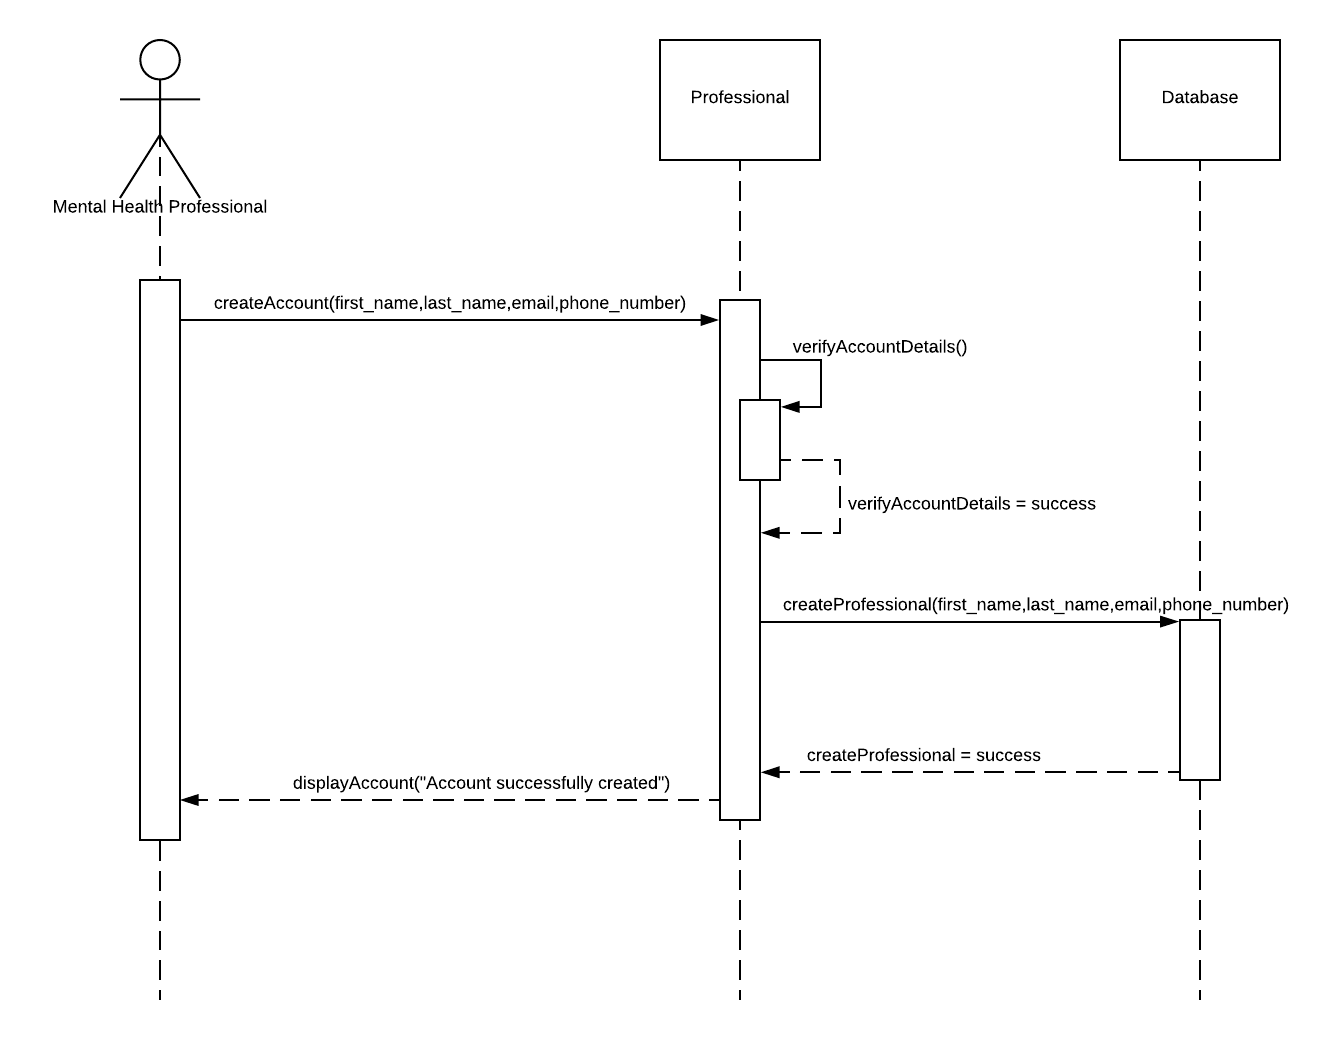 Professional
Database
Mental Health Professional
createAccount(first_name,last_name,email,phone_number)
verifyAccountDetails()
verifyAccountDetails = success
createProfessional(first_name,last_name,email,phone_number)
createProfessional = success
displayAccount("Account successfully created")